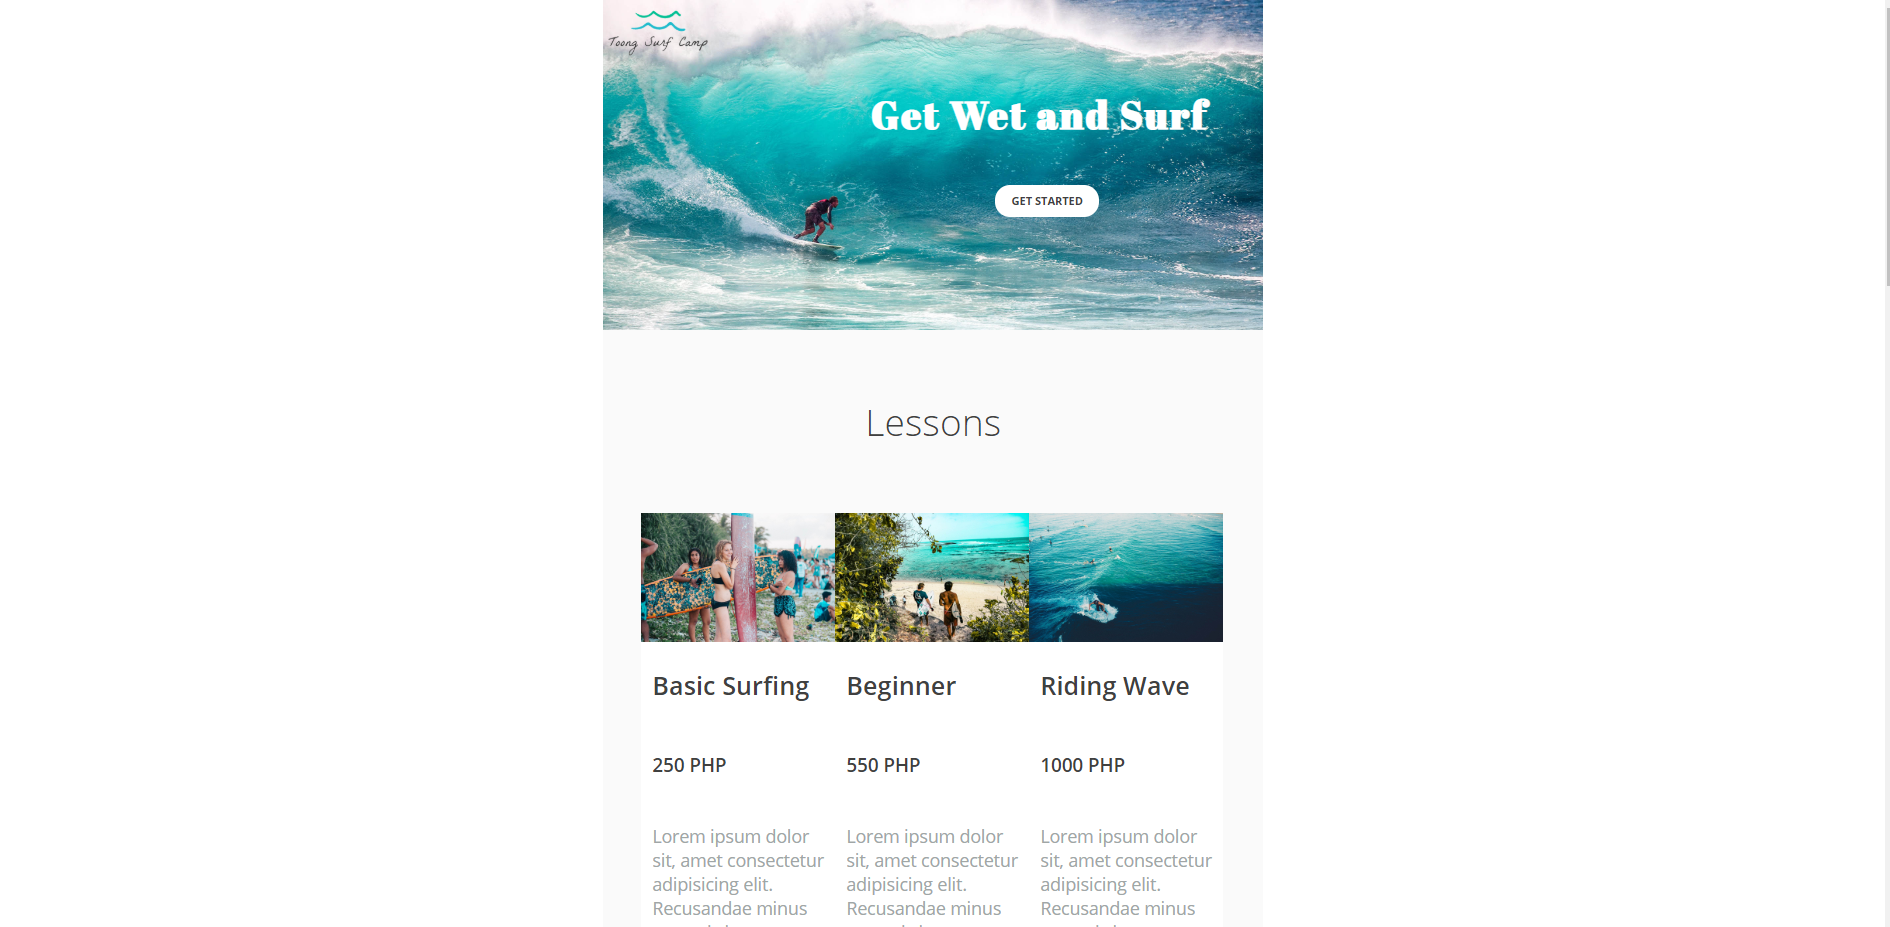 Toong Surf Camp
Get Wet and Surf
GET STARTED
Lessons
Basic Surfing
250 PHP
Lorem ipsum dolor
sit, amet consectetur
adipisicing elit.
Recusandae minus
Beginner
550 PHP
Lorem ipsum dolor
sit, amet consectetur
adipisicing elit.
Recusandae minus
Riding Wave
1000 PHP
Lorem ipsum dolor
sit, amet consectetur
adipisicing elit.
Recusandae minus